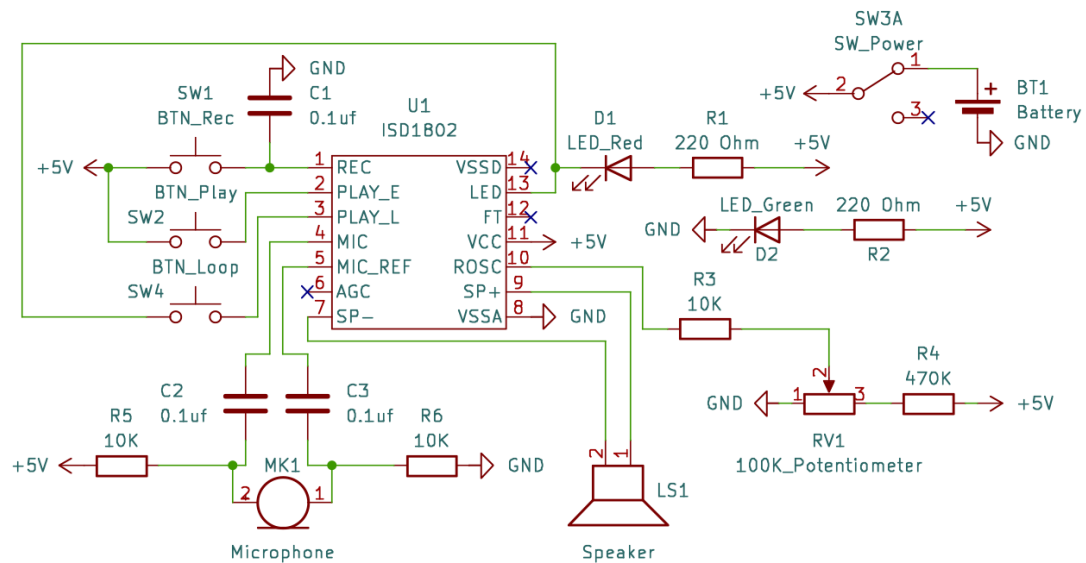 SW3A
SW_Power
1
2
3
+5V
BT1
Battery
+
GND
GND
C1
0.1uf
SW1
BTN_Rec
+5V
BTN_Play
SW2
BTN_Loop
SW4
U1
ISD1802
1 REC
2 PLAY_E
3 PLAY_L
4 MIC
5 MIC_REF
6 AGC
7 SP-
VSSD 14
LED 13
FT 12
VCC 11
ROSC 10
SP+ 9
VSSA 8
+5V
GND
D1
LED_Red
R1
220 Ohm
+5V
GND
LED_Green
D2
220 Ohm
R2
+5V
R3
10K
R4
470K
GND
1
2
3
+5V
RV1
100K_Potentiometer
C2
0.1uf
C3
0.1uf
R5
10K
+5V
R6
10K
GND
MK1
2
1
Microphone
2
1
LS1
Speaker